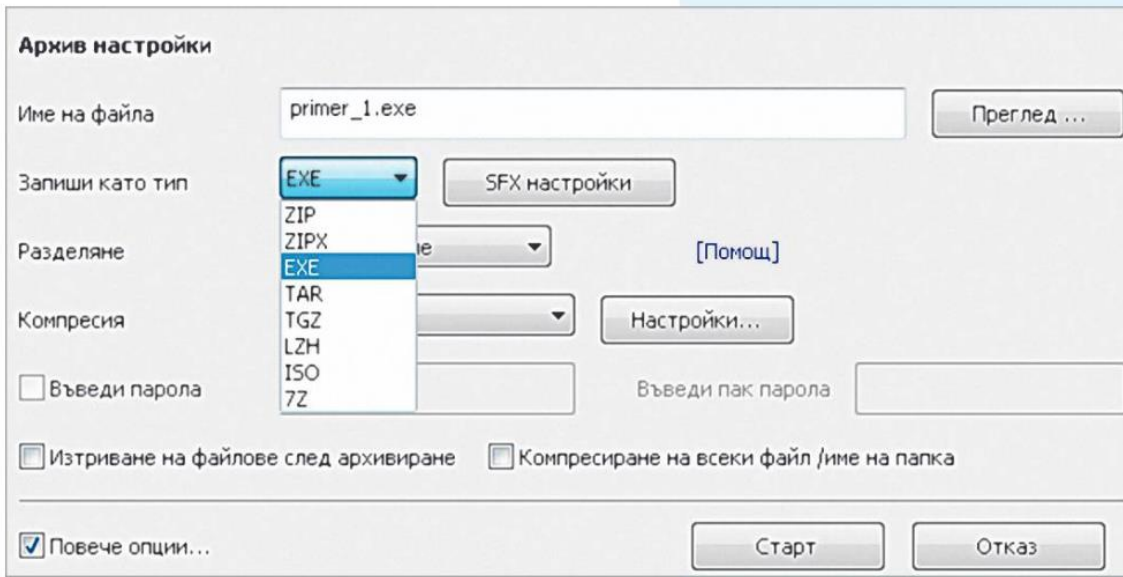 Архив настройки
Име на файла primer_1.exe Преглед ...
Запиши като тип EXE SFX настройки
ZIP
ZIPX
Разделяне [Помощ]
EXE
TAR
TGZ
Компресия Настройки...
LZH
ISO
7Z
Въведи парола Въведи пак парола
Изтриване на файлове след архивиране Компресиране на всеки файл /име на папка
Повече опции... Старт Отказ